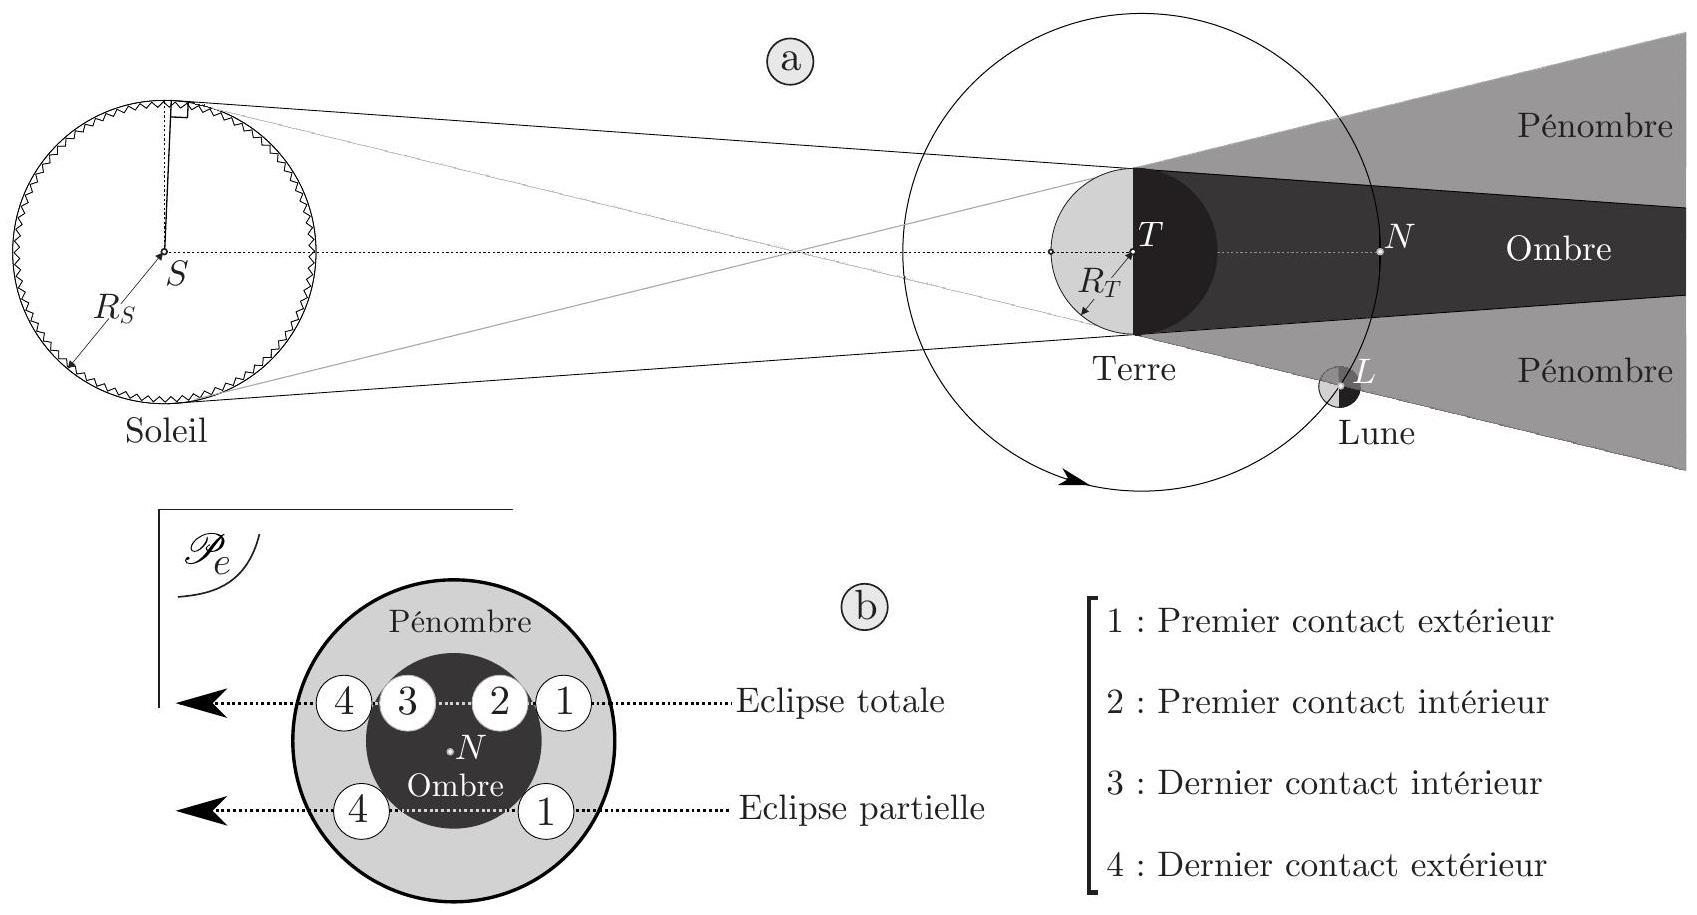 a
Pénombre
T
N
Ombre
S
R_T
R_S
Terre
L
Pénombre
Soleil
Lune
𝒫_e
b
Pénombre
1 : Premier contact extérieur
4 3 2 1
Eclipse totale
2 : Premier contact intérieur
N
Ombre
3 : Dernier contact intérieur
4 1
Eclipse partielle
4 : Dernier contact extérieur